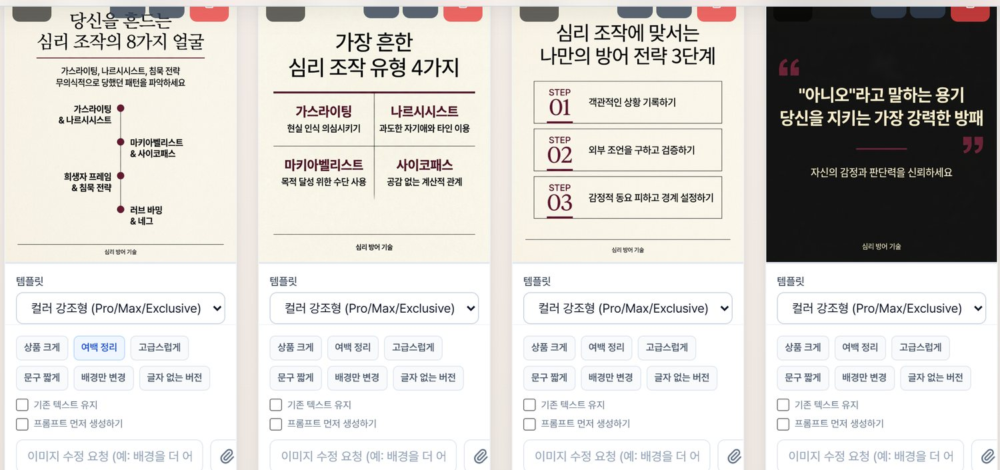 당신을 흔드는
심리 조작의 8가지 얼굴
가스라이팅, 나르시시스트, 침묵 전략
무의식적으로 당했던 패턴을 파악하세요
가스라이팅
& 나르시시스트
마키아벨리스트
& 사이코패스
희생자 프레임
& 침묵 전략
러브 바밍
& 네그
심리 방어 기술
템플릿
컬러 강조형 (Pro/Max/Exclusive)
상품 크게 여백 정리 고급스럽게
문구 짧게 배경만 변경 글자 없는 버전
기존 텍스트 유지
프롬프트 먼저 생성하기
이미지 수정 요청 (예: 배경을 더 어
가장 흔한
심리 조작 유형 4가지
가스라이팅
현실 인식 의심시키기
나르시시스트
과도한 자기애와 타인 이용
마키아벨리스트
목적 달성 위한 수단 사용
사이코패스
공감 없는 계산적 관계
심리 방어 기술
템플릿
컬러 강조형 (Pro/Max/Exclusive)
상품 크게 여백 정리 고급스럽게
문구 짧게 배경만 변경 글자 없는 버전
기존 텍스트 유지
프롬프트 먼저 생성하기
이미지 수정 요청 (예: 배경을 더 어
심리 조작에 맞서는
나만의 방어 전략 3단계
STEP
01
객관적인 상황 기록하기
STEP
02
외부 조언을 구하고 검증하기
STEP
03
감정적 동요 피하고 경계 설정하기
심리 방어 기술
템플릿
컬러 강조형 (Pro/Max/Exclusive)
상품 크게 여백 정리 고급스럽게
문구 짧게 배경만 변경 글자 없는 버전
기존 텍스트 유지
프롬프트 먼저 생성하기
이미지 수정 요청 (예: 배경을 더 어
"아니오"라고 말하는 용기
당신을 지키는 가장 강력한 방패
자신의 감정과 판단력을 신뢰하세요
심리 방어 기술
템플릿
컬러 강조형 (Pro/Max/Exclusive)
상품 크게 여백 정리 고급스럽게
문구 짧게 배경만 변경 글자 없는 버전
기존 텍스트 유지
프롬프트 먼저 생성하기
이미지 수정 요청 (예: 배경을 더 어